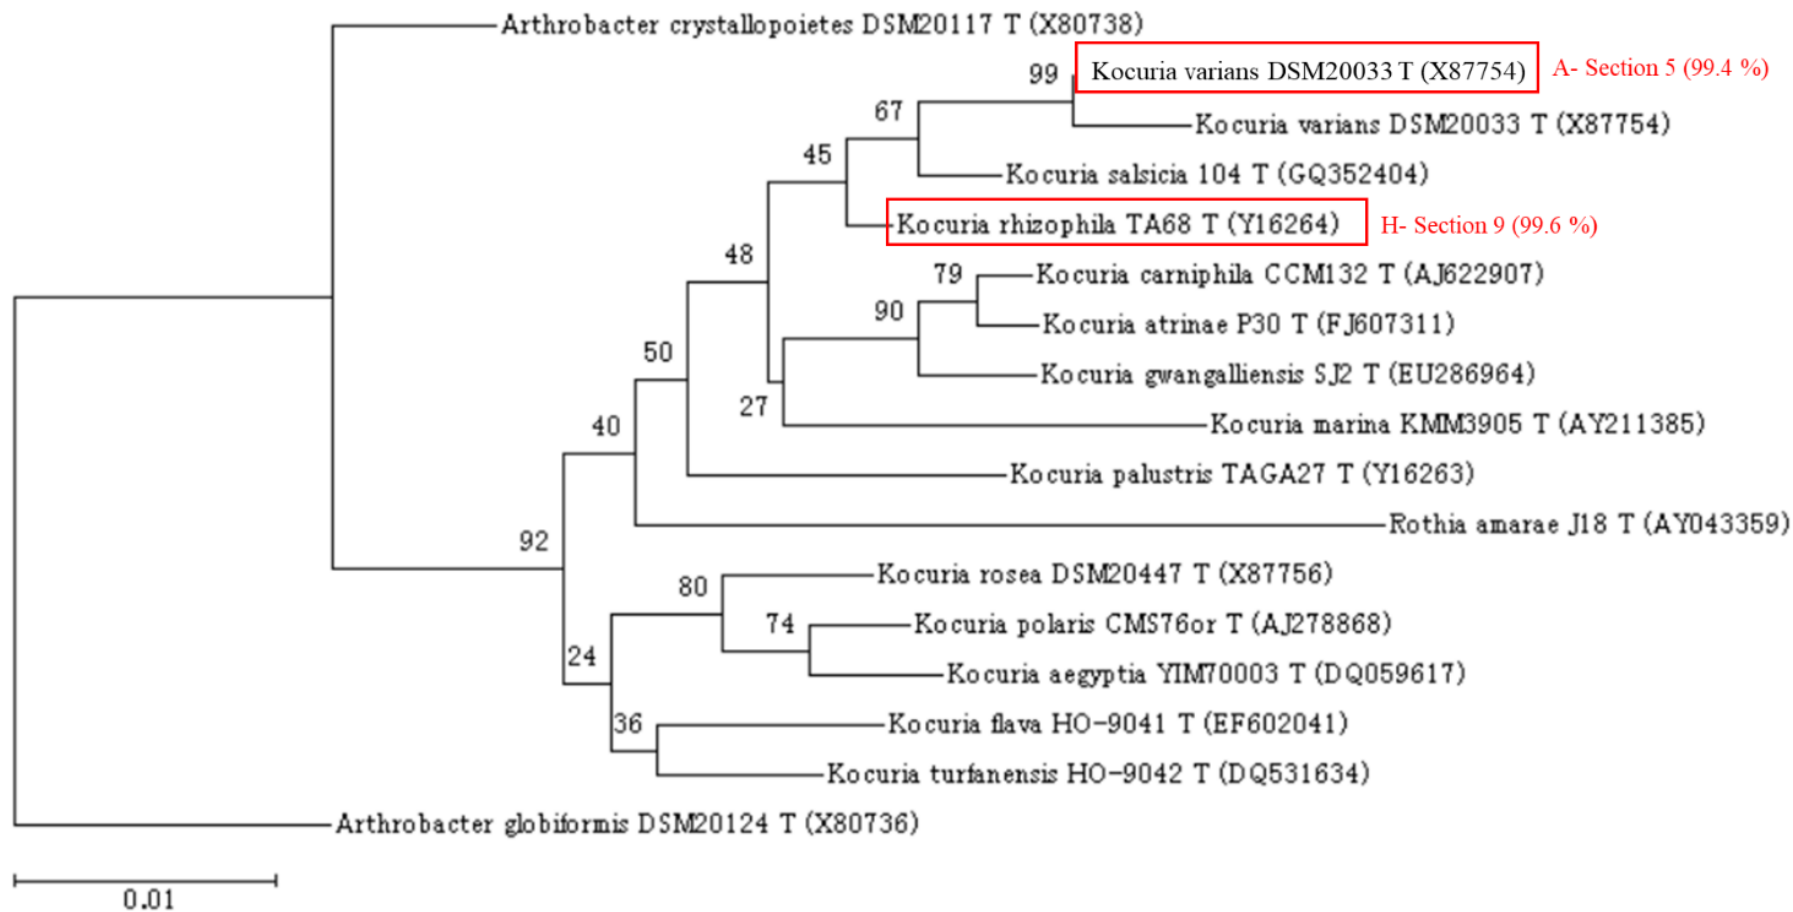 Arthrobacter crystallopoietes DSM20117 T (X80738)
99
Kocuria varians DSM20033 T (X87754)
A- Section 5 (99.4 %)
67
Kocuria varians DSM20033 T (X87754)
45
Kocuria salsicia 104 T (GQ352404)
Kocuria rhizophila TA68 T (Y16264)
H- Section 9 (99.6 %)
48
79
Kocuria carniphila CCM132 T (AJ622907)
90
Kocuria atrinae P30 T (FJ607311)
50
Kocuria gwangalliensis SJ2 T (EU286964)
27
40
Kocuria marina KMM3905 T (AY211385)
Kocuria palustris TAGA27 T (Y16263)
Rothia amarae J18 T (AY043359)
92
80
Kocuria rosea DSM20447 T (X87756)
74
Kocuria polaris CMS76or T (AJ278868)
24
Kocuria aegyptia YIM70003 T (DQ059617)
36
Kocuria flava HO-9041 T (EF602041)
Kocuria turfanensis HO-9042 T (DQ531634)
Arthrobacter globiformis DSM20124 T (X80736)
0.01